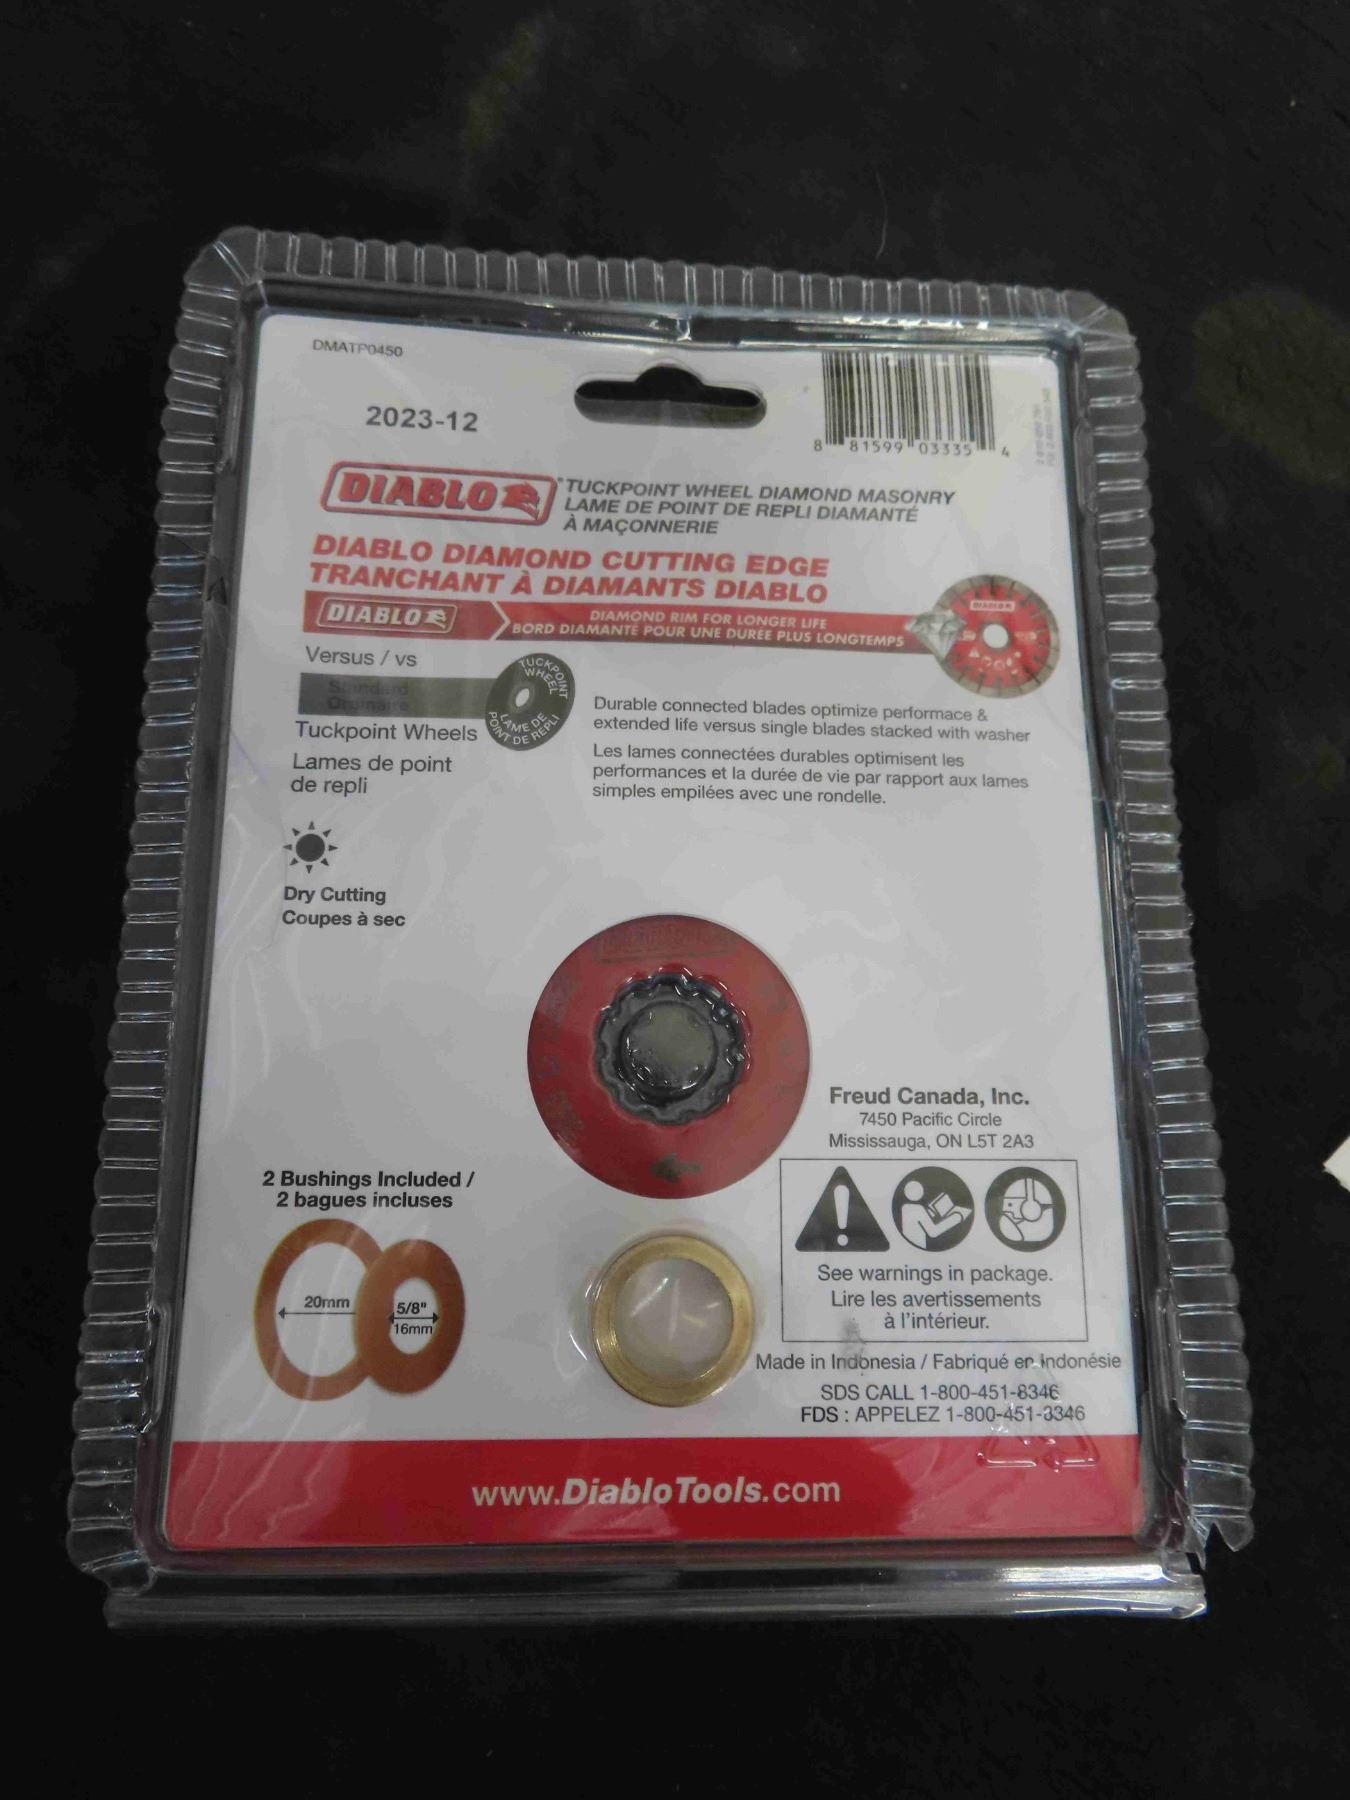 DMATP0450
2023-12
8 81599 03335 4
DIABLO
TUCKPOINT WHEEL DIAMOND MASONRY
LAME DE POINT DE REPLI DIAMANTÉ
À MAÇONNERIE
DIABLO DIAMOND CUTTING EDGE
TRANCHANT À DIAMANTS DIABLO
DIABLO
DIAMOND RIM FOR LONGER LIFE
BORD DIAMANTÉ POUR UNE DURÉE PLUS LONGTEMPS
DIABLO
Versus / vs
Standard
Ordinaire
TUCKPOINT WHEEL
LAME DE POINT DE REPLI
Tuckpoint Wheels
Lames de point
de repli
Durable connected blades optimize performace &
extended life versus single blades stacked with washer
Les lames connectées durables optimisent les
performances et la durée de vie par rapport aux lames
simples empilées avec une rondelle.
Dry Cutting
Coupes à sec
Freud Canada, Inc.
7450 Pacific Circle
Mississauga, ON L5T 2A3
2 Bushings Included /
2 bagues incluses
20mm
5/8"
16mm
See warnings in package.
Lire les avertissements
à l'intérieur.
Made in Indonesia / Fabriqué en Indonésie
SDS CALL 1-800-451-8346
FDS : APPELEZ 1-800-451-8346
www.DiabloTools.com